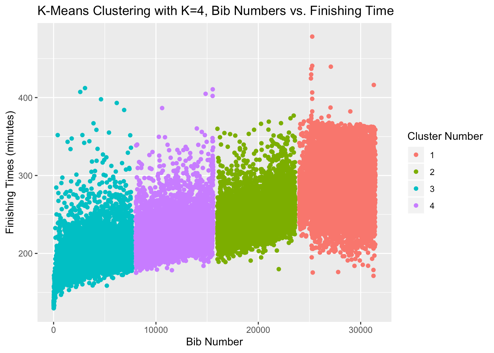 K-Means Clustering with K=4, Bib Numbers vs. Finishing Time
Finishing Times (minutes)
400
300
200
0
10000
20000
30000
Bib Number
Cluster Number
1
2
3
4